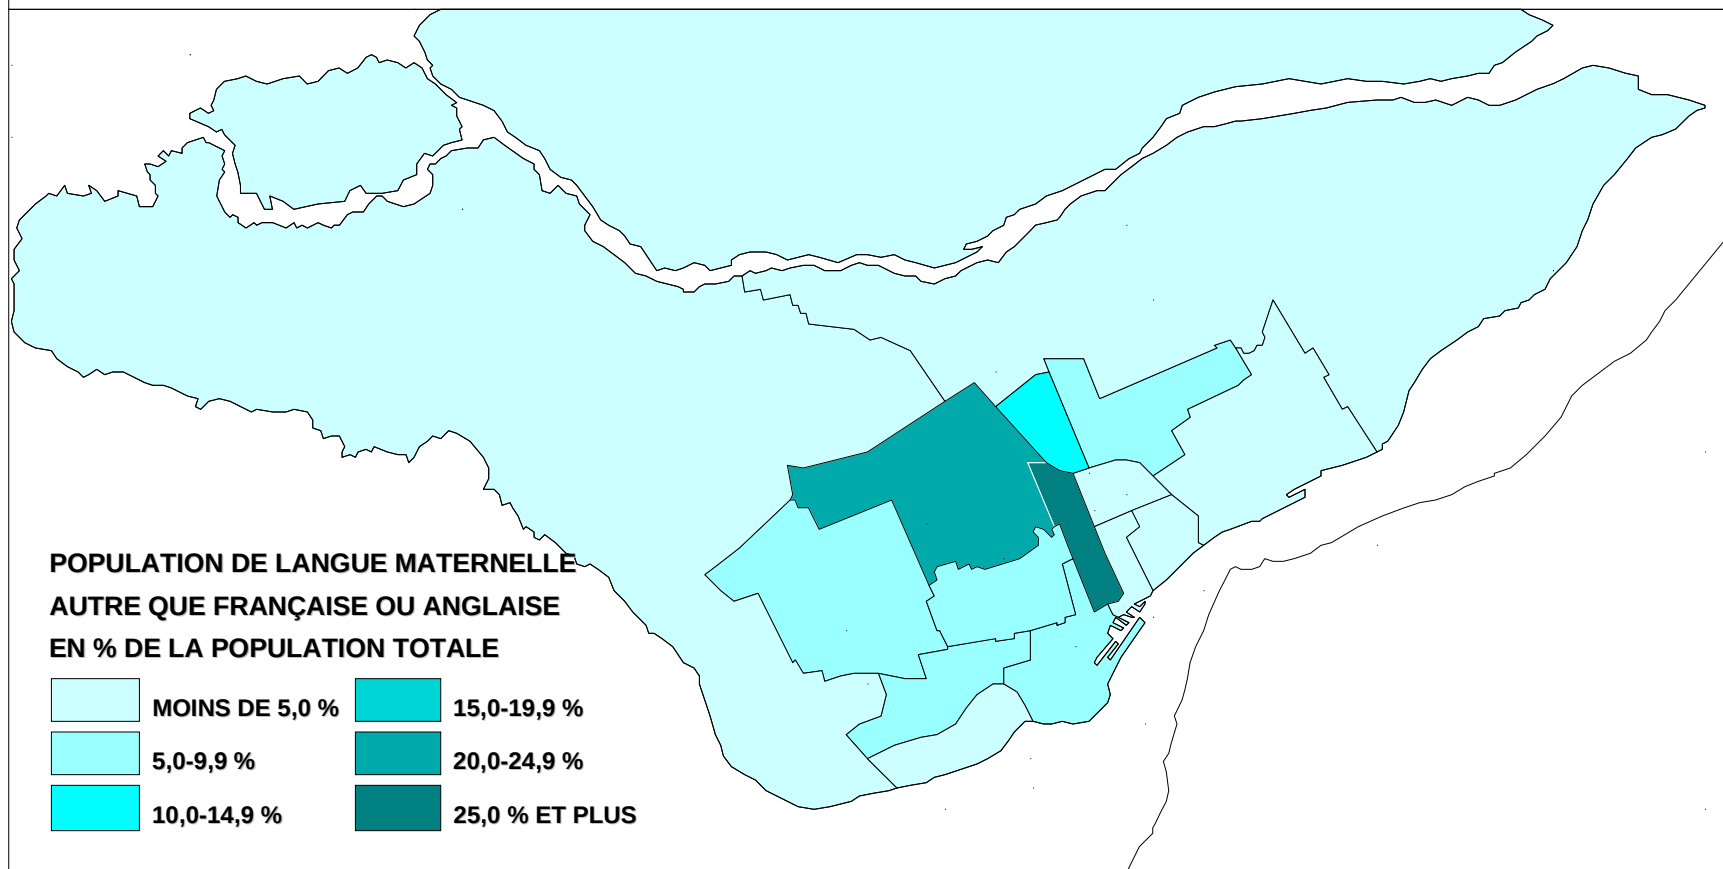 POPULATION DE LANGUE MATERNELLE
AUTRE QUE FRANÇAISE OU ANGLAISE
EN % DE LA POPULATION TOTALE
MOINS DE 5,0 %
5,0-9,9 %
10,0-14,9 %
15,0-19,9 %
20,0-24,9 %
25,0 % ET PLUS